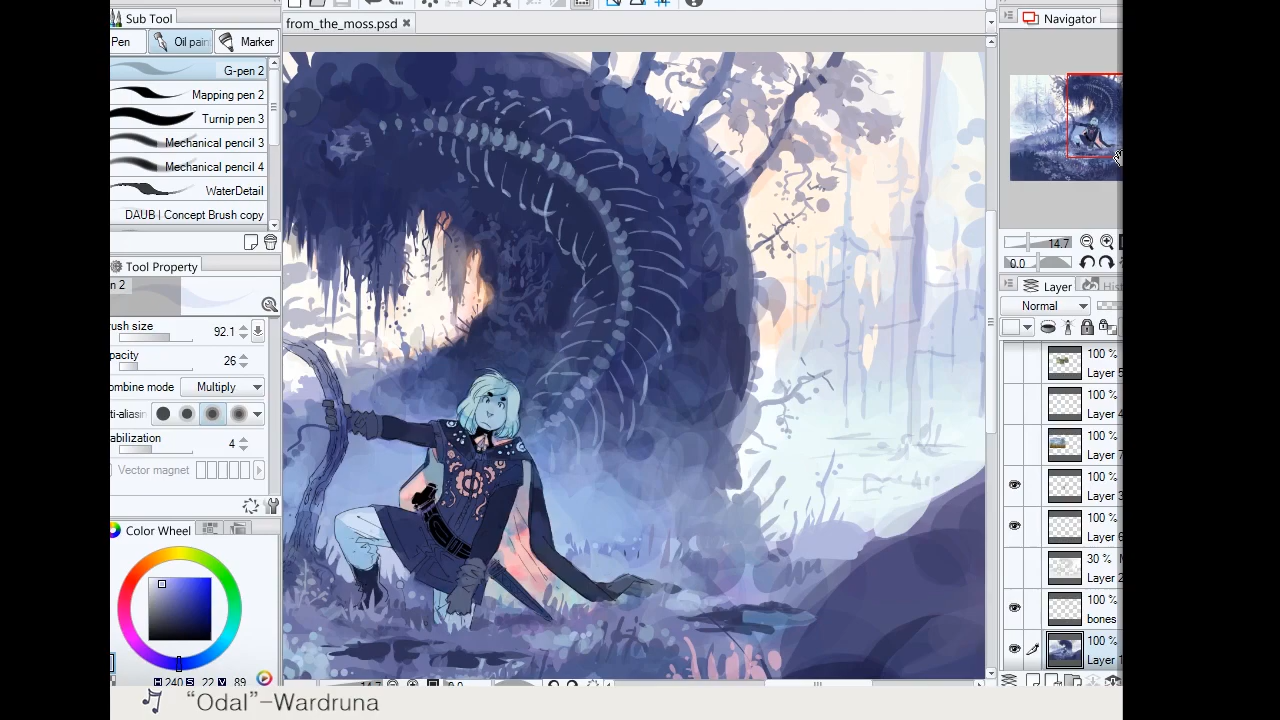 Sub Tool
Pen
Oil pain
Marker
G-pen 2
Mapping pen 2
Turnip pen 3
Mechanical pencil 3
Mechanical pencil 4
WaterDetail
DAUB | Concept Brush copy
Tool Property
n 2
rush size 92.1
pacity 26
ombine mode Multiply
ti-aliasin
abilization 4
Vector magnet
Color Wheel
H 240 S 22 V 89
from_the_moss.psd
Navigator
14.7
0.0
Layer
His
Normal
100 %
Layer 5
100 %
Layer 4
100 %
Layer 7
100 %
Layer 3
100 %
Layer 6
30 %
Layer 2
100 %
bones
100 %
Layer 1
"Odal"-Wardruna